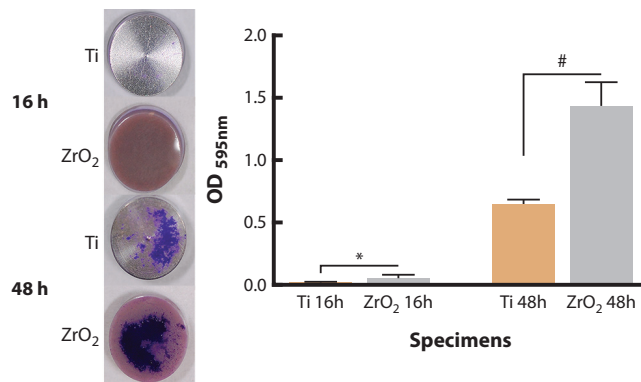 Ti
16 h
ZrO2
Ti
48 h
ZrO2
OD 595nm
2.0
1.5
1.0
0.5
0.0
*
#
Ti 16h
ZrO2 16h
Ti 48h
ZrO2 48h
Specimens